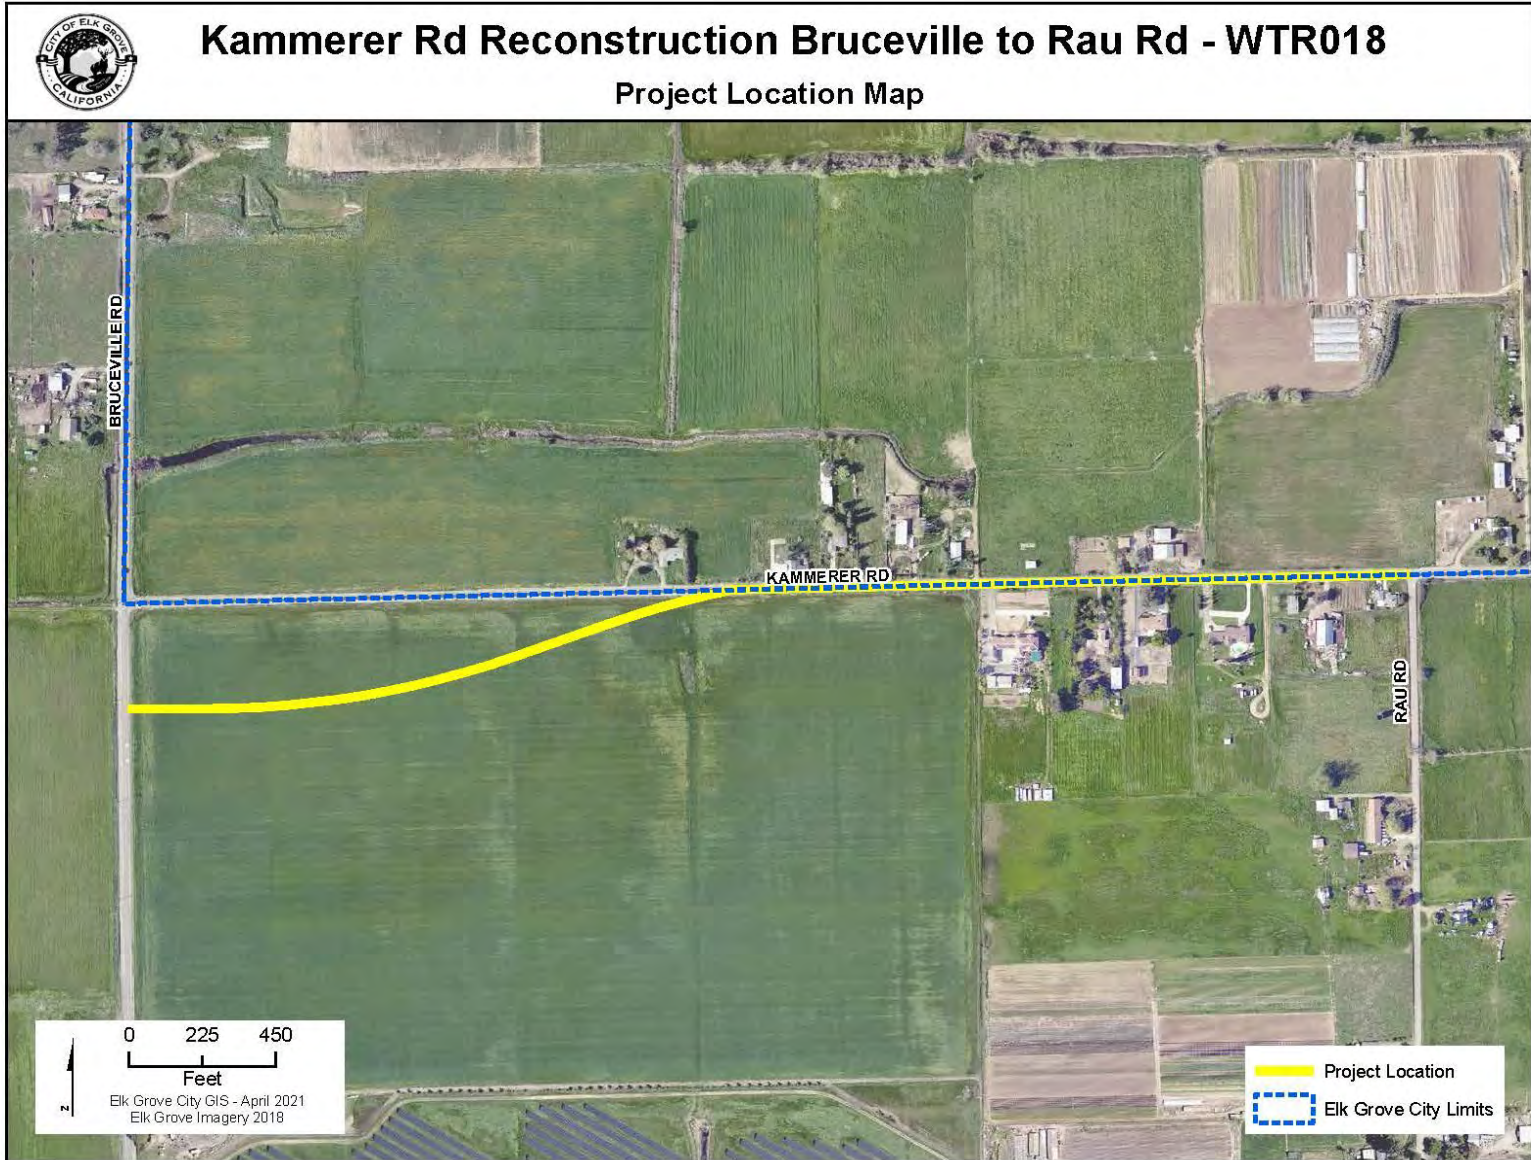 CITY OF ELK GROVE
CALIFORNIA
Kammerer Rd Reconstruction Bruceville to Rau Rd - WTR018
Project Location Map
BRUCEVILLE RD
KAMMERER RD
RAU RD
0 225 450
Feet
Elk Grove City GIS - April 2021
Elk Grove Imagery 2018
N
Project Location
Elk Grove City Limits